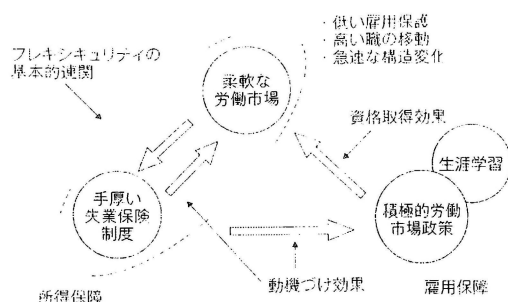 ・低い雇用保護
・高い職の移動
・急速な構造変化
フレキシキュリティの
基本的連関
柔軟な
労働市場
資格取得効果
生涯学習
手厚い
失業保険
制度
積極的労働
市場政策
所得保障
動機づけ効果
雇用保障